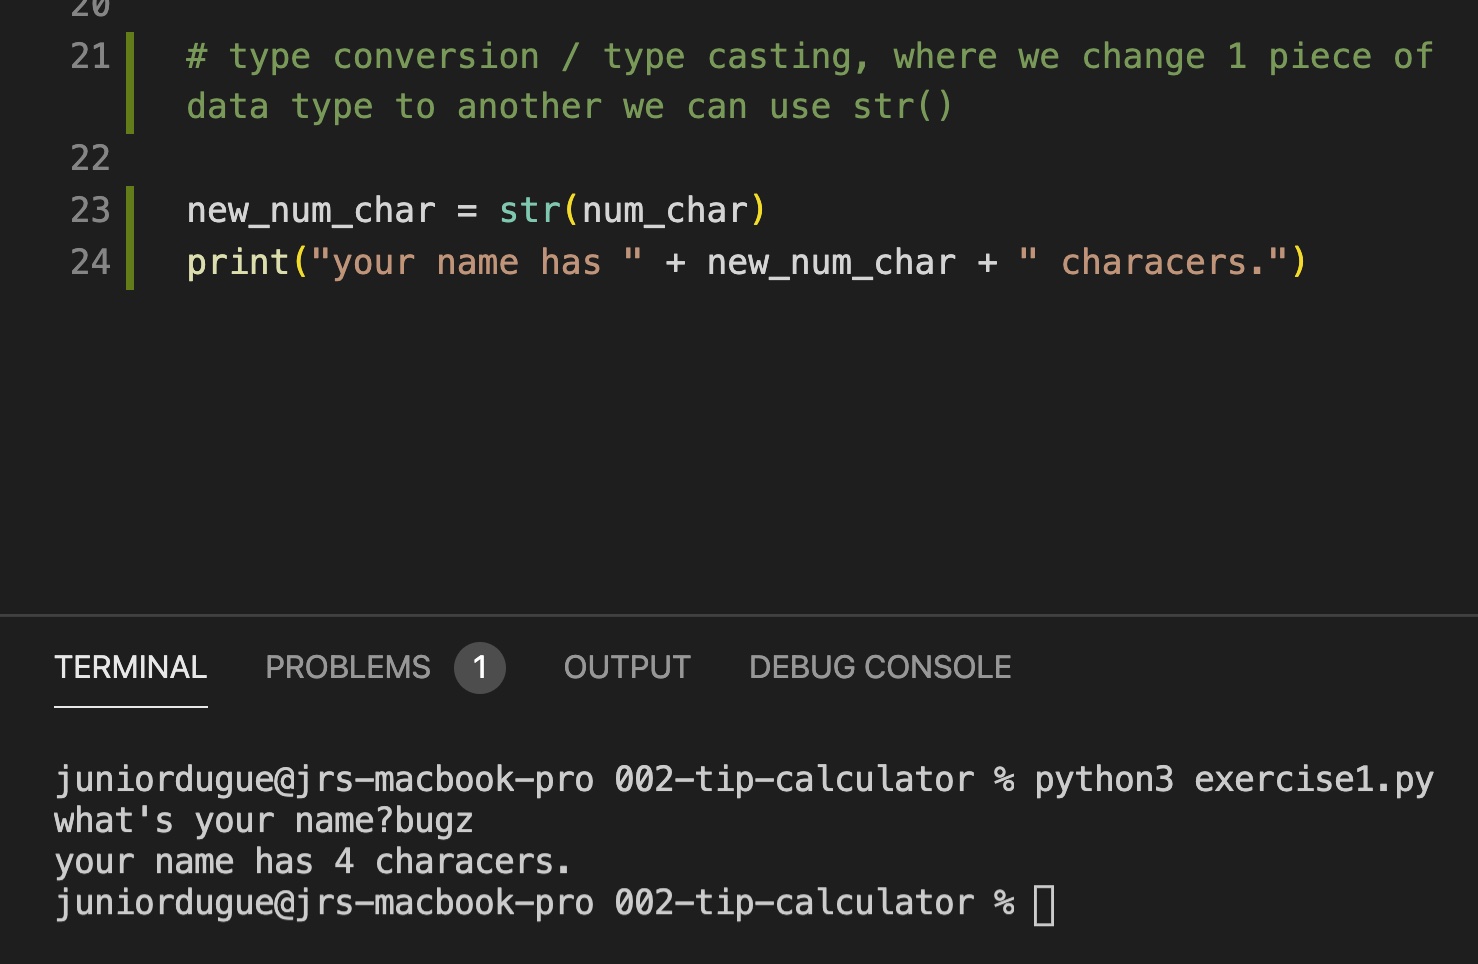 20
21 # type conversion / type casting, where we change 1 piece of
data type to another we can use str()
22
23 new_num_char = str(num_char)
24 print("your name has " + new_num_char + " characers.")
TERMINAL PROBLEMS 1 OUTPUT DEBUG CONSOLE
juniordugue@jrs-macbook-pro 002-tip-calculator % python3 exercise1.py
what's your name?bugz
your name has 4 characers.
juniordugue@jrs-macbook-pro 002-tip-calculator %